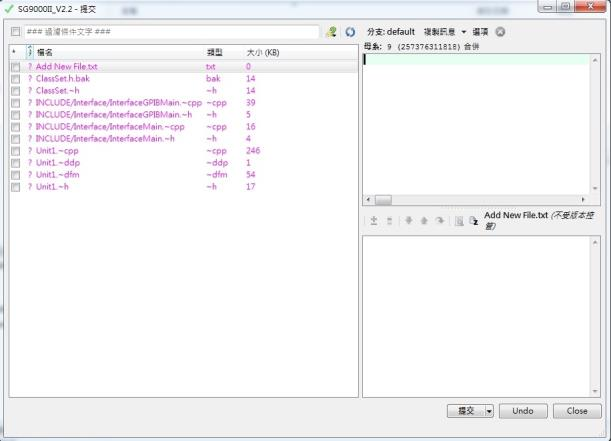 SG9000II_V2.2 - 提交
### 過濾條件文字 ###
分支: default 複製訊息 選項
母系: 9 (257376311818) 合併
* ? 檔名 類型 大小 (KB)
? Add New File.txt txt 0
? ClassSet.h.bak bak 14
? ClassSet.~h ~h 14
? INCLUDE/Interface/InterfaceGPIBMain.~cpp ~cpp 39
? INCLUDE/Interface/InterfaceGPIBMain.~h ~h 5
? INCLUDE/Interface/InterfaceMain.~cpp ~cpp 16
? INCLUDE/Interface/InterfaceMain.~h ~h 4
? Unit1.~cpp ~cpp 246
? Unit1.~ddp ~ddp 1
? Unit1.~dfm ~dfm 54
? Unit1.~h ~h 17
Add New File.txt (不受版本控
管)
提交 Undo Close